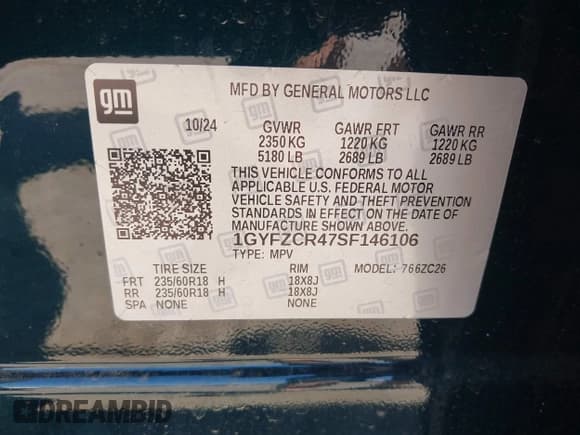 gm
MFD BY GENERAL MOTORS LLC
10/24 GVWR GAWR FRT GAWR RR
2350 KG 1220 KG 1220 KG
5180 LB 2689 LB 2689 LB
THIS VEHICLE CONFORMS TO ALL
APPLICABLE U.S. FEDERAL MOTOR
VEHICLE SAFETY AND THEFT PREVENTION
STANDARDS IN EFFECT ON THE DATE OF
MANUFACTURE SHOWN ABOVE.
1GYFZCR47SF146106
TYPE: MPV
TIRE SIZE RIM MODEL: 766ZC26
FRT 235/60R18 H 18X8J
RR 235/60R18 H 18X8J
SPA NONE NONE
DREAMBID